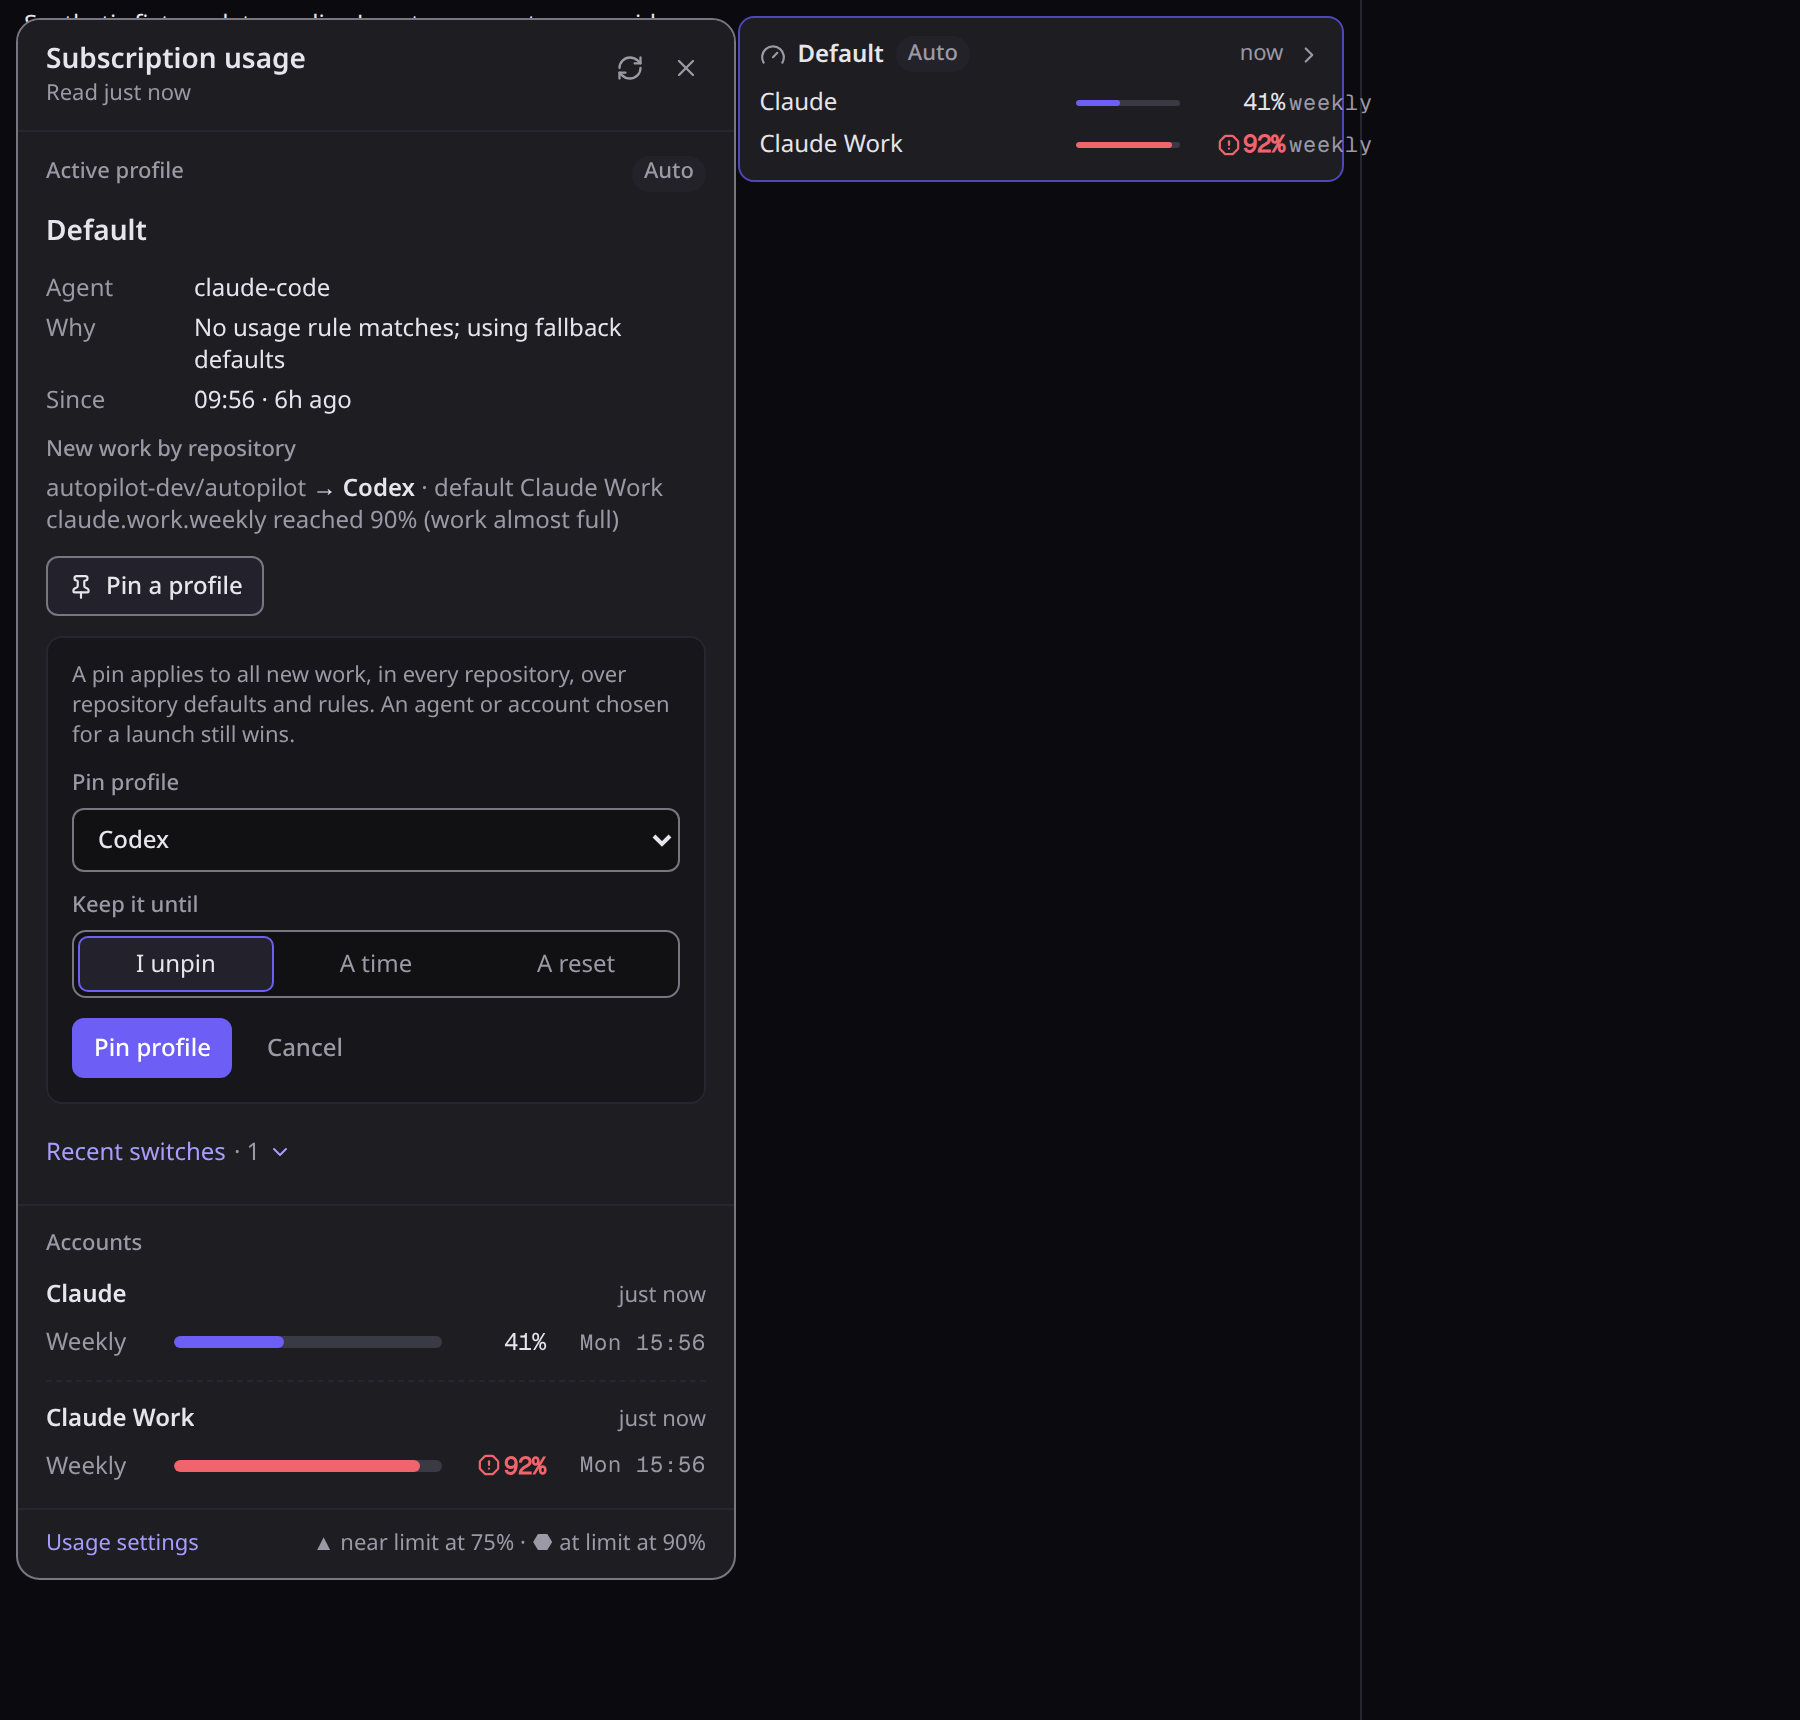 Subscription usage
Read just now
Active profile
Auto
Default
Agent claude-code
Why No usage rule matches; using fallback
defaults
Since 09:56 · 6h ago
New work by repository
autopilot-dev/autopilot → Codex · default Claude Work
claude.work.weekly reached 90% (work almost full)
Pin a profile
A pin applies to all new work, in every repository, over
repository defaults and rules. An agent or account chosen
for a launch still wins.
Pin profile
Codex
Keep it until
I unpin A time A reset
Pin profile Cancel
Recent switches · 1
Accounts
Claude just now
Weekly 41% Mon 15:56
Claude Work just now
Weekly 92% Mon 15:56
Usage settings ▲ near limit at 75% · ⬣ at limit at 90%
Default Auto now
Claude 41% weekly
Claude Work 92% weekly